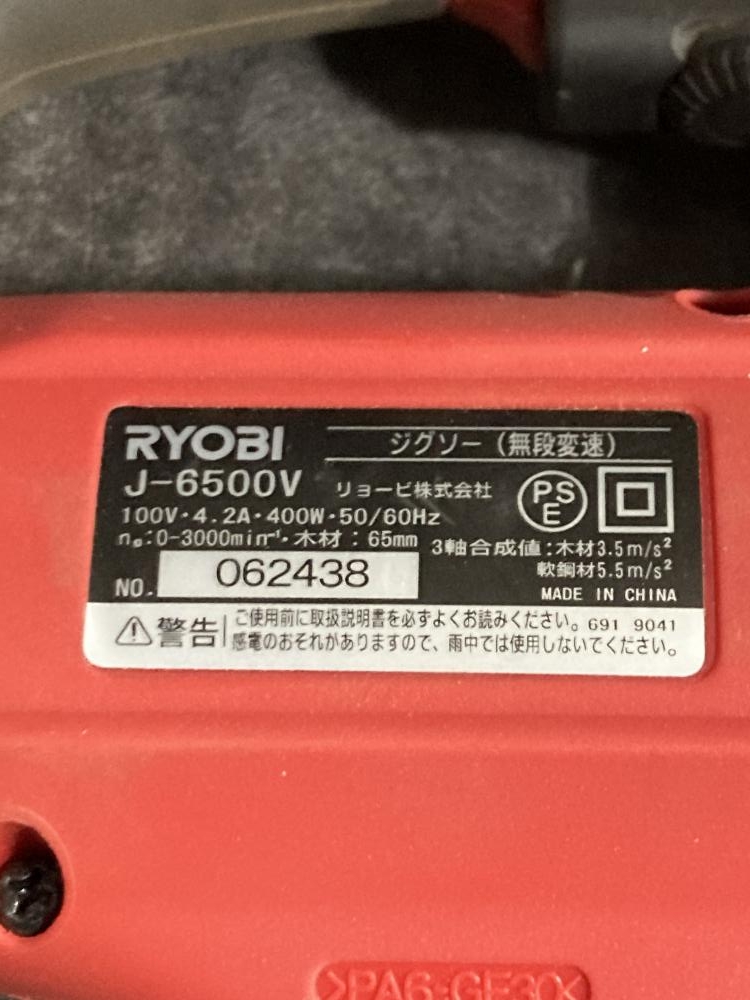 RYOBI ジグソー（無段変速）
J-6500V リョービ株式会社 PSE
100V・4.2A・400W・50/60Hz
n₀:0-3000min⁻¹・木材：65mm 3軸合成値：木材3.5m/s²
軟鋼材5.5m/s²
NO. 062438 MADE IN CHINA
⚠警告 ご使用前に取扱説明書を必ずよくお読みください。691 9041
感電のおそれがありますので、雨中では使用しないでください。
>PA6-GF30<